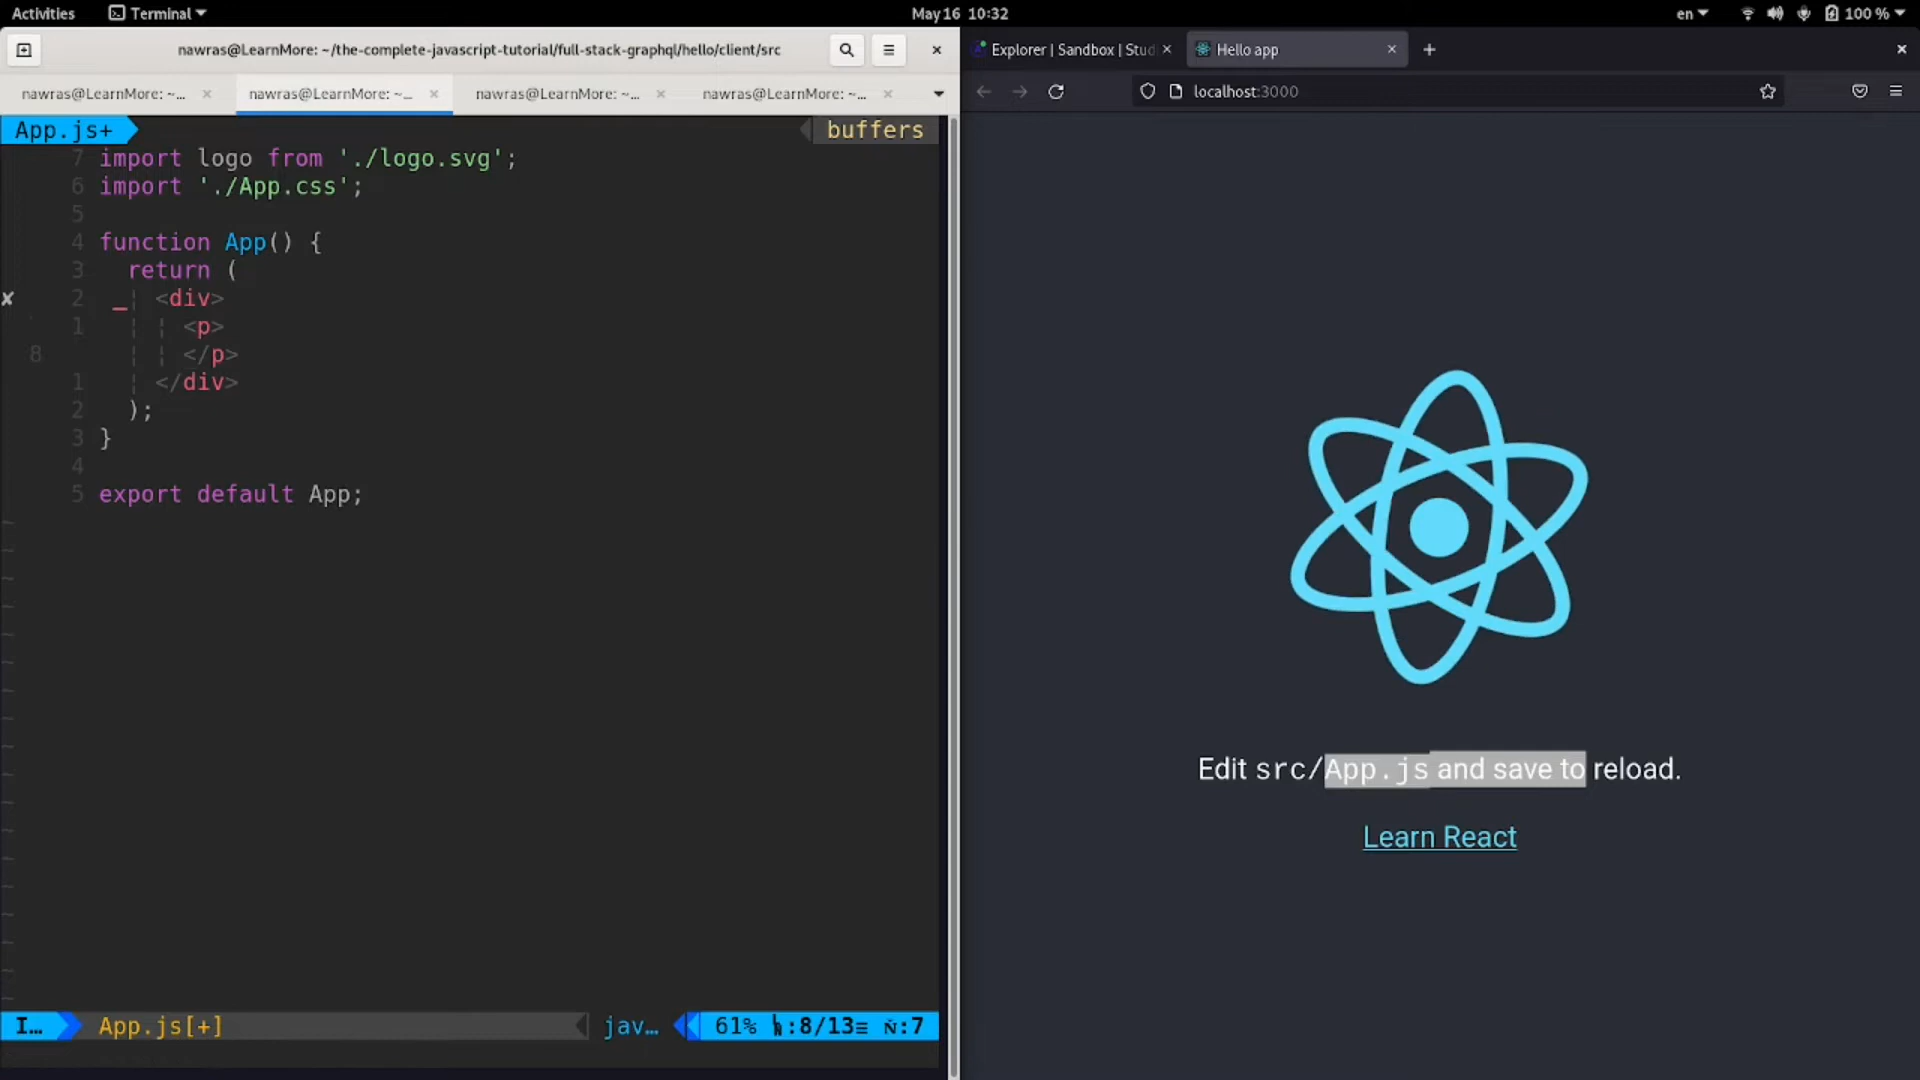 Activities Terminal May 16 10:32 en 100 %
nawras@LearnMore: ~/the-complete-javascript-tutorial/full-stack-graphql/hello/client/src
nawras@LearnMore: ~... nawras@LearnMore: ~... nawras@LearnMore: ~... nawras@LearnMore: ~...
App.js+ buffers
7 import logo from './logo.svg';
6 import './App.css';
5
4 function App() {
3 return (
2 <div>
1 <p>
8 </p>
1 </div>
2 );
3 }
4
5 export default App;
I... App.js[+] jav... 61% :8/13≡ :7
Explorer | Sandbox | Stud Hello app
localhost:3000
Edit src/App.js and save to reload.
Learn React